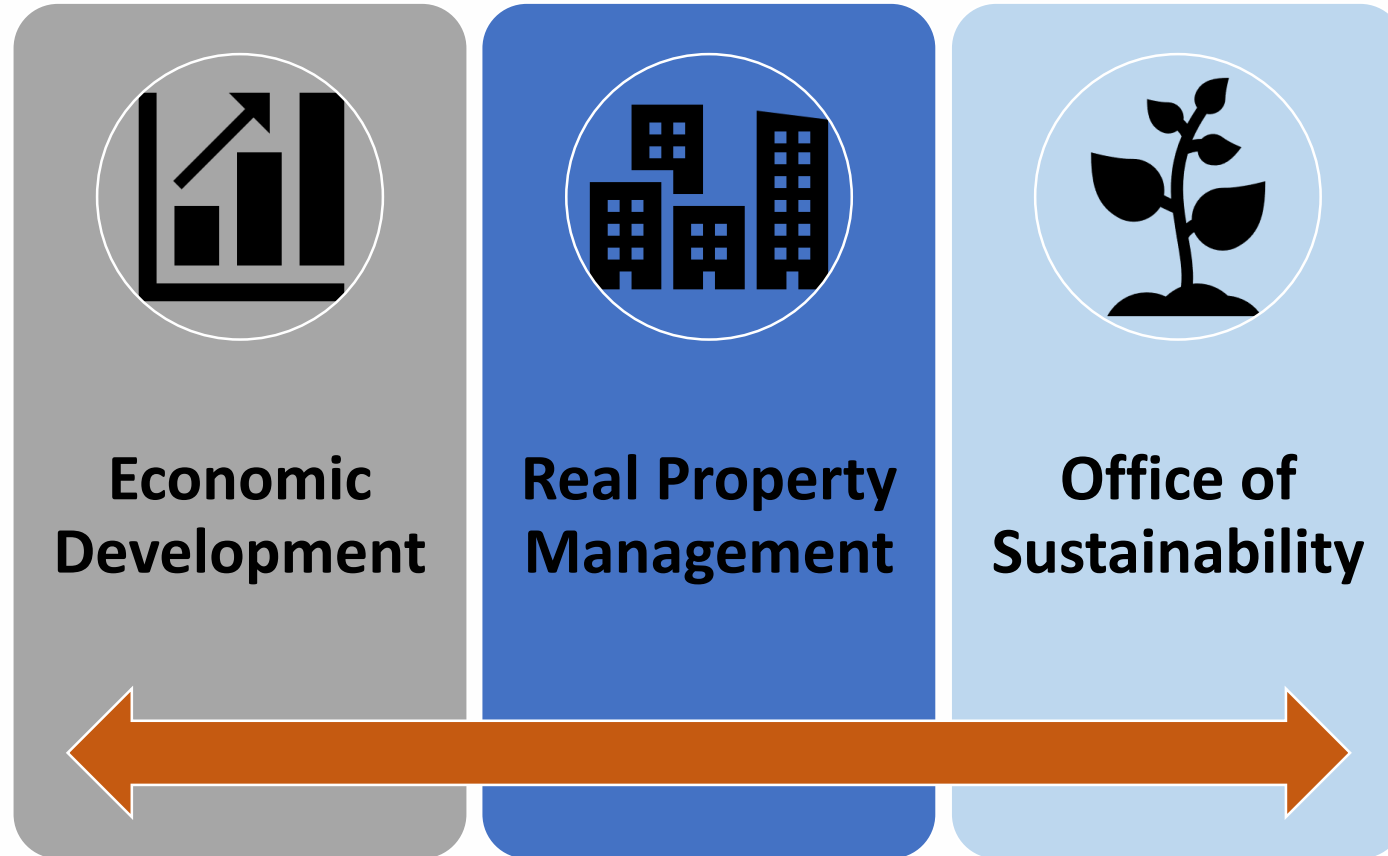 Economic
Development
Real Property
Management
Office of
Sustainability